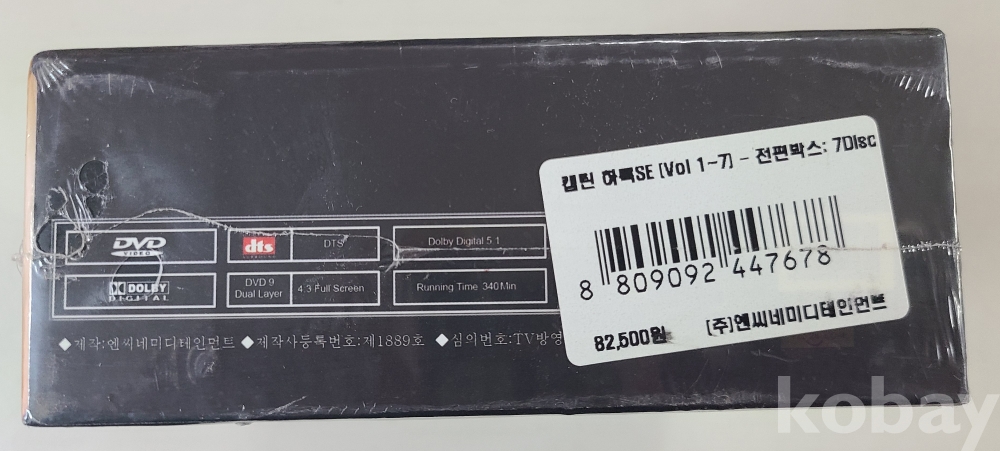 캡틴 하록SE [Vol 1~7] - 전편박스: 7Disc
8 809092 447678
82,500원 (주)엔씨네미디테인먼트
DVD VIDEO
dts
DTS
Dolby Digital 5.1
DOLBY DIGITAL
DVD 9 Dual Layer
4:3 Full Screen
Running Time 340Min
◆제작:엔씨네미디테인먼트 ◆제작사등록번호:제1889호 ◆심의번호:TV방영
kobay